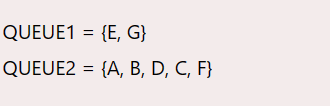 QUEUE1 = {E, G}
QUEUE2 = {A, B, D, C, F}